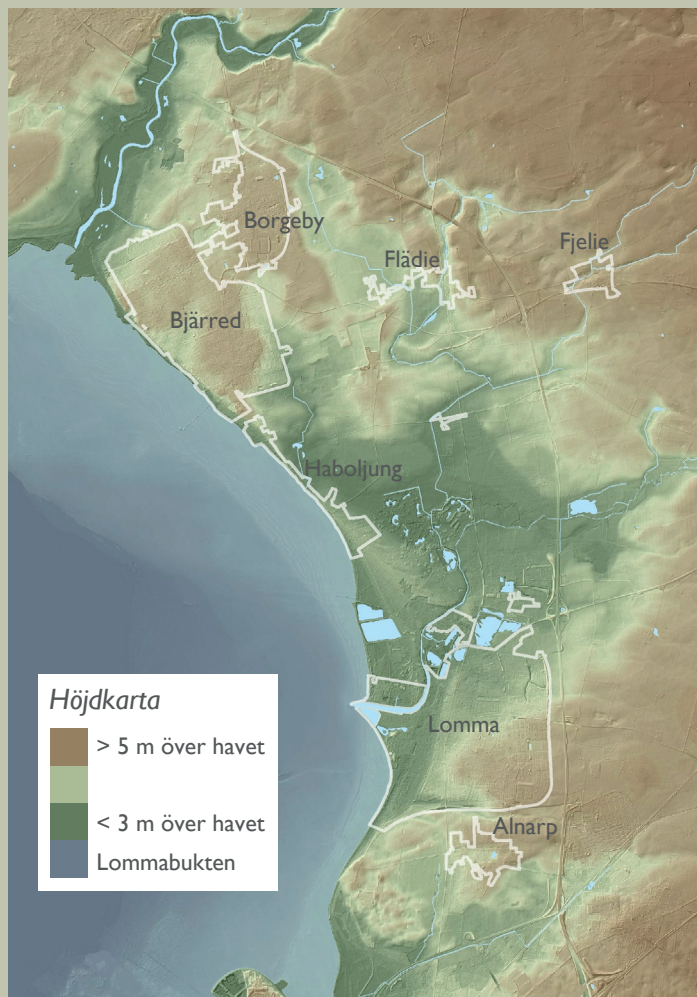 Borgeby
Fjelie
Flädie
Bjärred
Haboljung
Höjdkarta
> 5 m över havet
Lomma
< 3 m över havet
Alnarp
Lommabukten